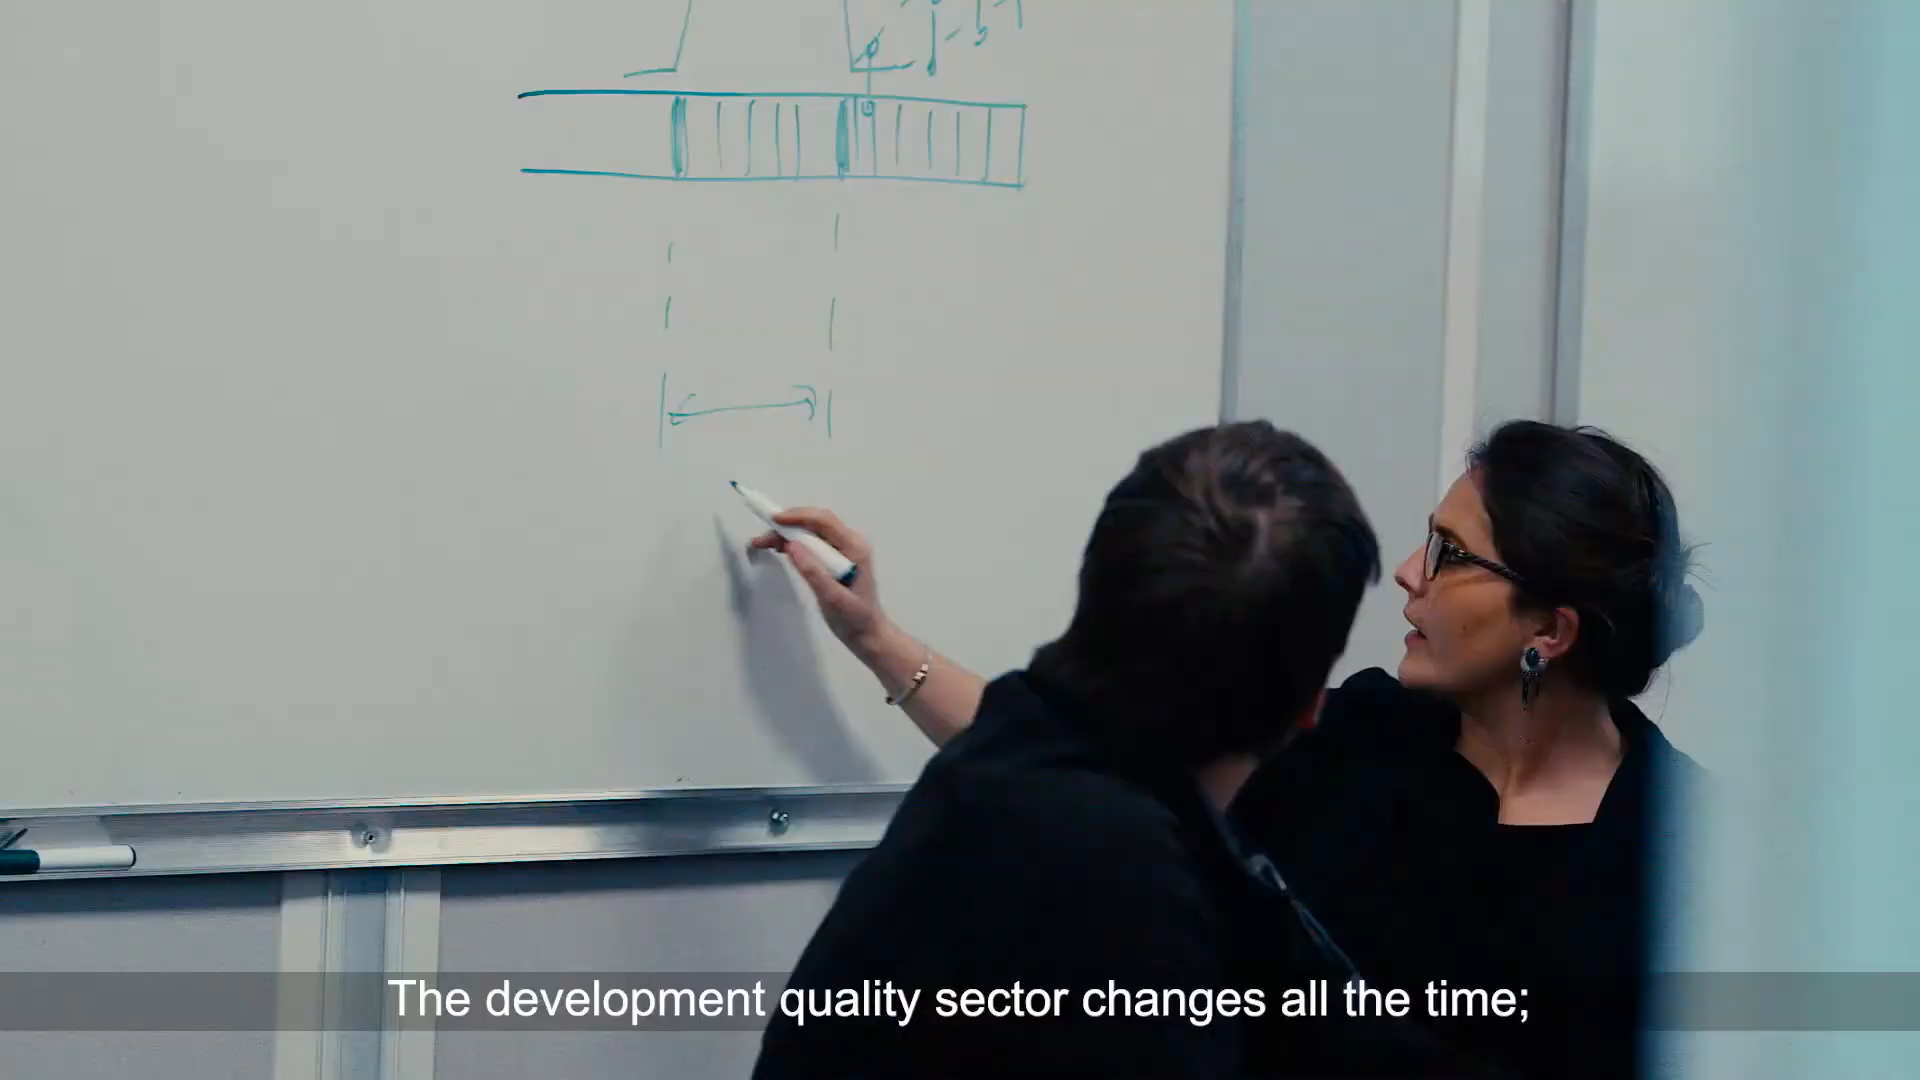 The development quality sector changes all the time;